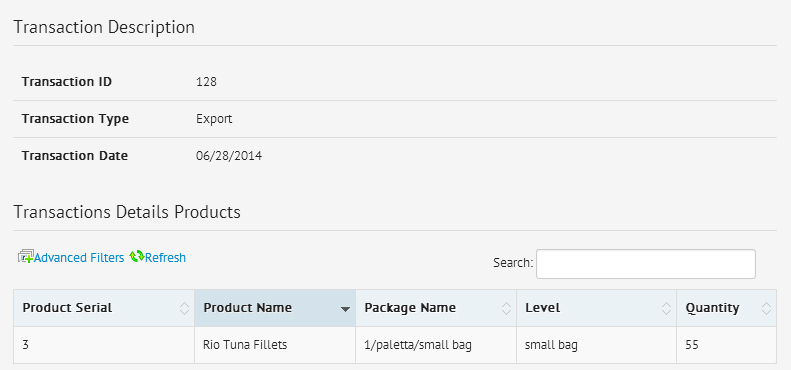 Transaction Description
Transaction ID 128
Transaction Type Export
Transaction Date 06/28/2014
Transactions Details Products
Advanced Filters Refresh Search:
Product Serial Product Name Package Name Level Quantity
3 Rio Tuna Fillets 1/paletta/small bag small bag 55